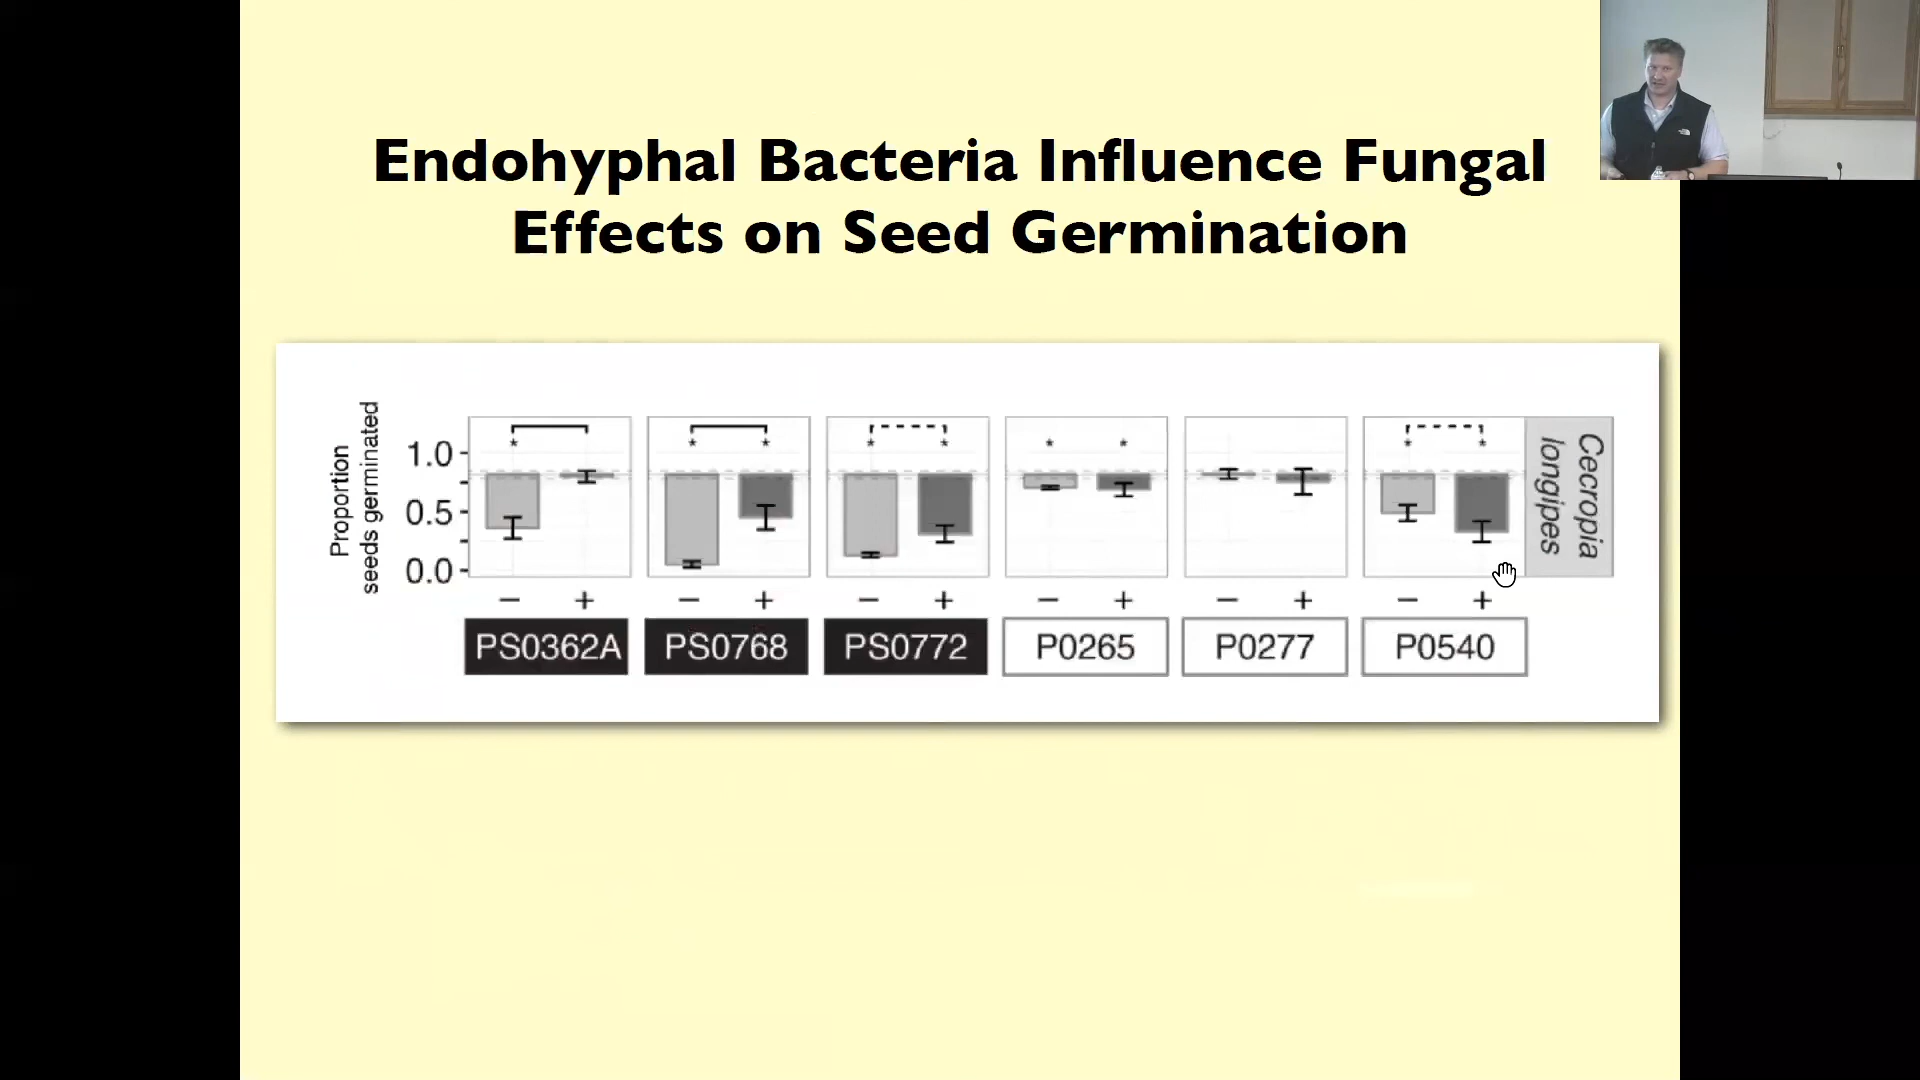 Endohyphal Bacteria Influence Fungal
Effects on Seed Germination
Proportion
seeds germinated
1.0
0.5
0.0
* * * * * * * * *
Cecropia
longipes
− + − + − + − + − + − +
PS0362A PS0768 PS0772 P0265 P0277 P0540